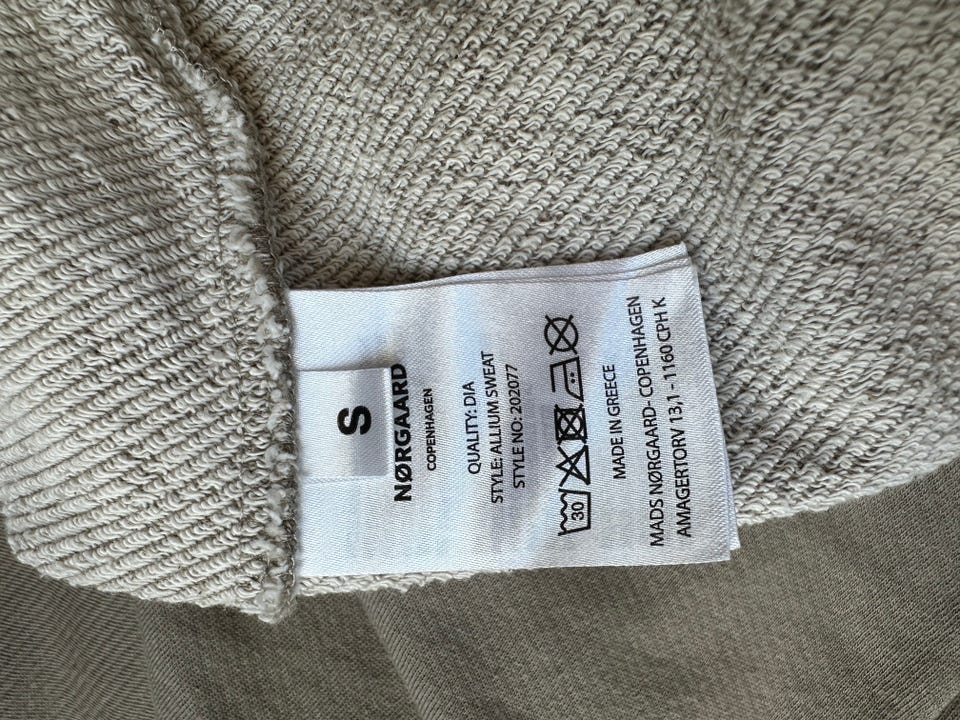 S
NØRGAARD
COPENHAGEN
QUALITY: DIA
STYLE: ALLIUM SWEAT
STYLE NO: 202077
30
MADE IN GREECE
MADS NØRGAARD- COPENHAGEN
AMAGERTORV 13,1 - 1160 CPH K